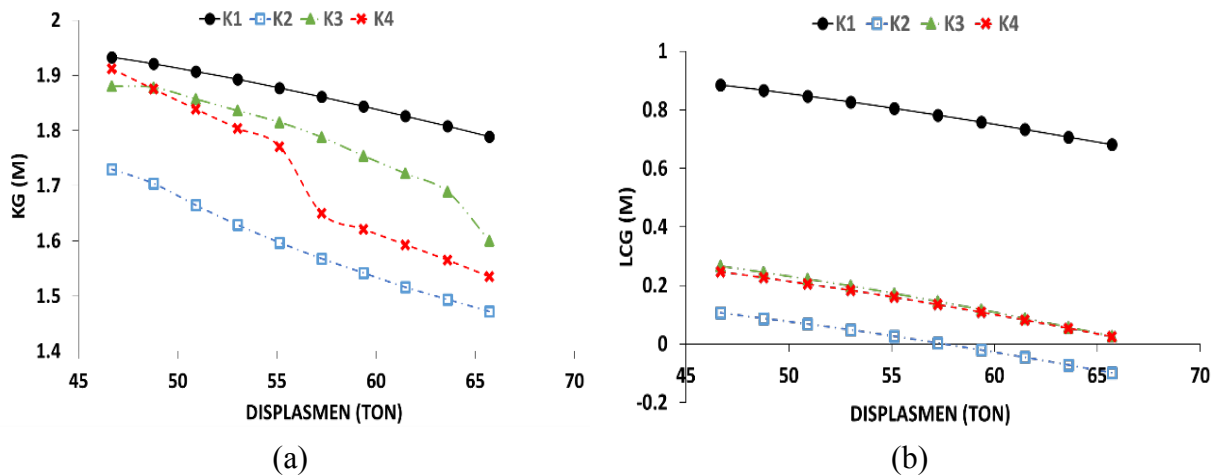 K1 K2 K3 K4
2
1.9
1.8
1.7
1.6
1.5
1.4
KG (M)
45 50 55 60 65 70
DISPLASMEN (TON)
(a)
K1 K2 K3 K4
1
0.8
0.6
0.4
0.2
0
-0.2
LCG (M)
45 50 55 60 65 70
DISPLASMEN (TON)
(b)